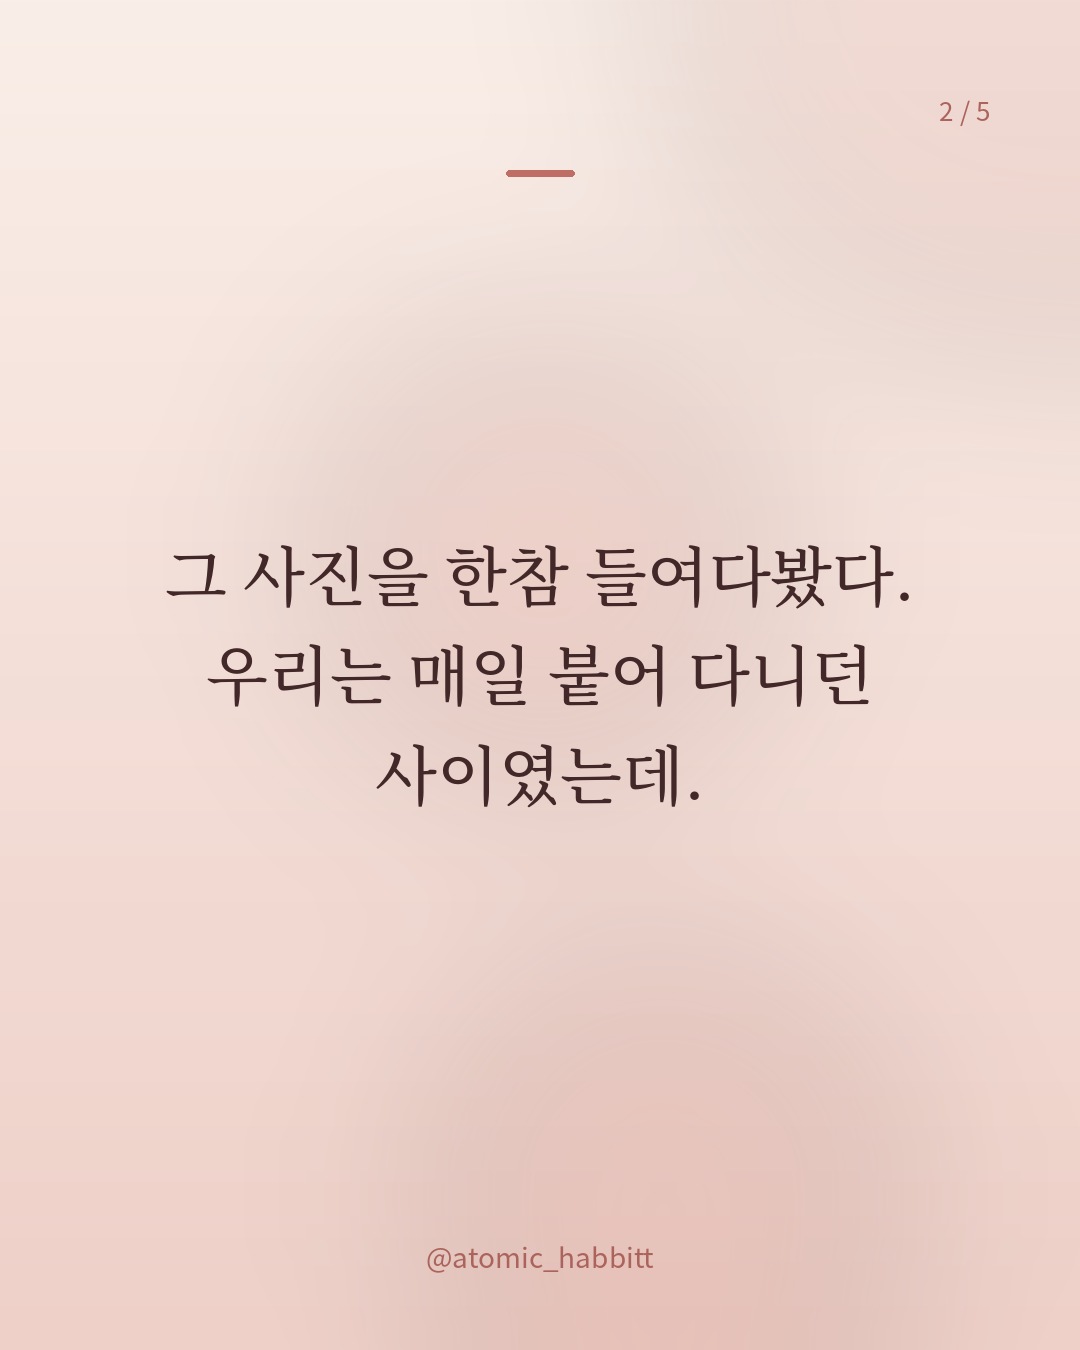 2 / 5
그 사진을 한참 들여다봤다.
우리는 매일 붙어 다니던
사이였는데.
@atomic_habbitt